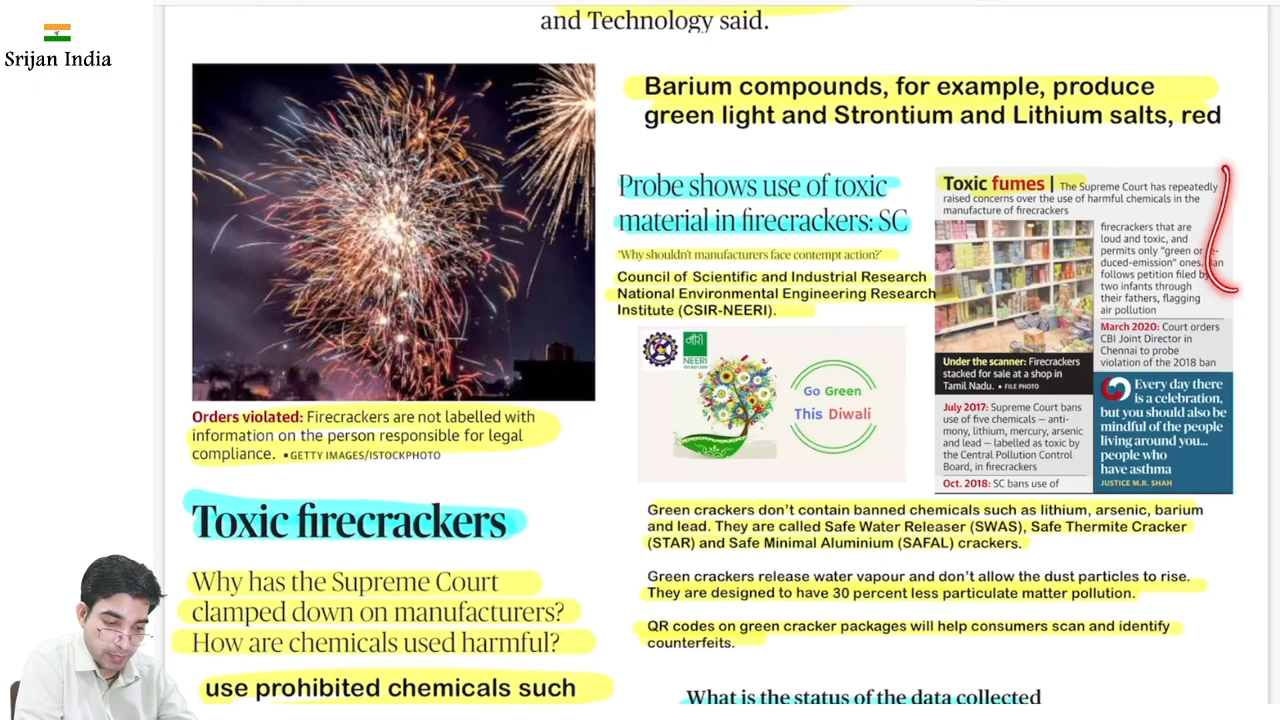 Srijan India
and Technology said.
Barium compounds, for example, produce
green light and Strontium and Lithium salts, red
Probe shows use of toxic
material in firecrackers: SC
‘Why shouldn’t manufacturers face contempt action?’
Council of Scientific and Industrial Research
National Environmental Engineering Research
Institute (CSIR-NEERI).
नीरी
NEERI
Go Green
This Diwali
Toxic fumes | The Supreme Court has repeatedly
raised concerns over the use of harmful chemicals in the
manufacture of firecrackers
Under the scanner: Firecrackers
stacked for sale at a shop in
Tamil Nadu. • FILE PHOTO
July 2017: Supreme Court bans
use of five chemicals — anti-
mony, lithium, mercury, arsenic
and lead — labelled as toxic by
the Central Pollution Control
Board, in firecrackers
Oct. 2018: SC bans use of
firecrackers that are
loud and toxic, and
permits only “green or re-
duced-emission” ones. Ban
follows petition filed by
two infants through
their fathers, flagging
air pollution
March 2020: Court orders
CBI Joint Director in
Chennai to probe
violation of the 2018 ban
Every day there
is a celebration,
but you should also be
mindful of the people
living around you...
people who
have asthma
JUSTICE M.R. SHAH
Orders violated: Firecrackers are not labelled with
information on the person responsible for legal
compliance. ▪ GETTY IMAGES/ISTOCKPHOTO
Toxic firecrackers
Why has the Supreme Court
clamped down on manufacturers?
How are chemicals used harmful?
use prohibited chemicals such
Green crackers don’t contain banned chemicals such as lithium, arsenic, barium
and lead. They are called Safe Water Releaser (SWAS), Safe Thermite Cracker
(STAR) and Safe Minimal Aluminium (SAFAL) crackers.
Green crackers release water vapour and don’t allow the dust particles to rise.
They are designed to have 30 percent less particulate matter pollution.
QR codes on green cracker packages will help consumers scan and identify
counterfeits.
What is the status of the data collected